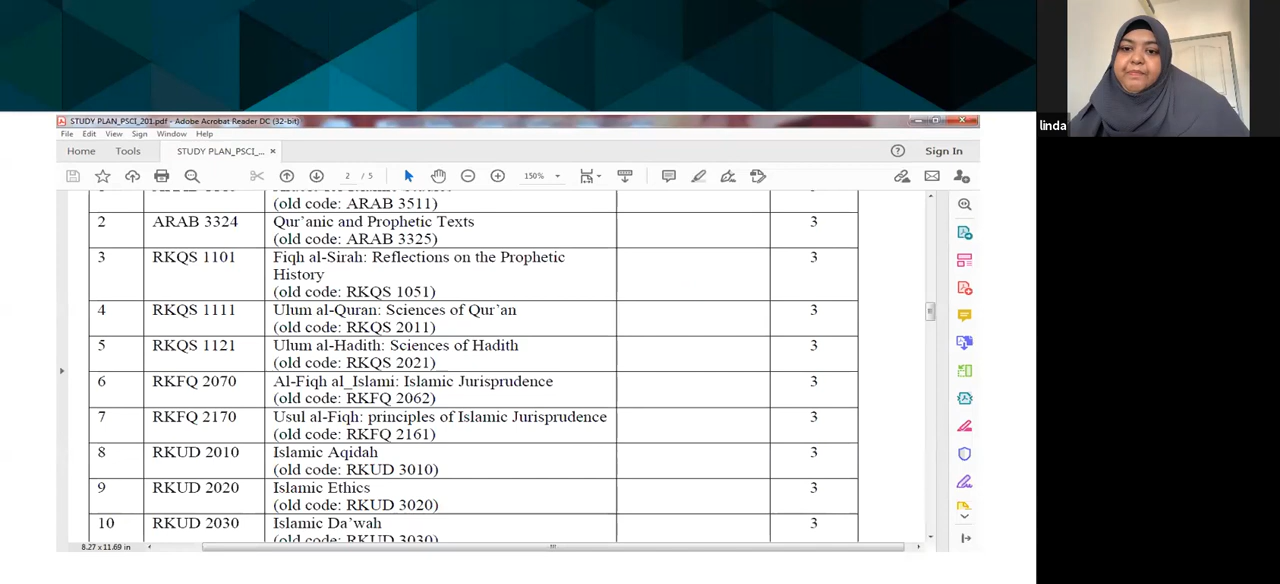 STUDY PLAN_PSCI_201.pdf - Adobe Acrobat Reader DC (32-bit)
File Edit View Sign Window Help
Home Tools STUDY PLAN_PSCI_... × Sign In
2 / 5 150%
linda
(old code: ARAB 3511)
2 ARAB 3324 Qur`anic and Prophetic Texts 3
(old code: ARAB 3325)
3 RKQS 1101 Fiqh al-Sirah: Reflections on the Prophetic 3
History
(old code: RKQS 1051)
4 RKQS 1111 Ulum al-Quran: Sciences of Qur`an 3
(old code: RKQS 2011)
5 RKQS 1121 Ulum al-Hadith: Sciences of Hadith 3
(old code: RKQS 2021)
6 RKFQ 2070 Al-Fiqh al_Islami: Islamic Jurisprudence 3
(old code: RKFQ 2062)
7 RKFQ 2170 Usul al-Fiqh: principles of Islamic Jurisprudence 3
(old code: RKFQ 2161)
8 RKUD 2010 Islamic Aqidah 3
(old code: RKUD 3010)
9 RKUD 2020 Islamic Ethics 3
(old code: RKUD 3020)
10 RKUD 2030 Islamic Da`wah 3
(old code: RKUD 3030)
8.27 x 11.69 in